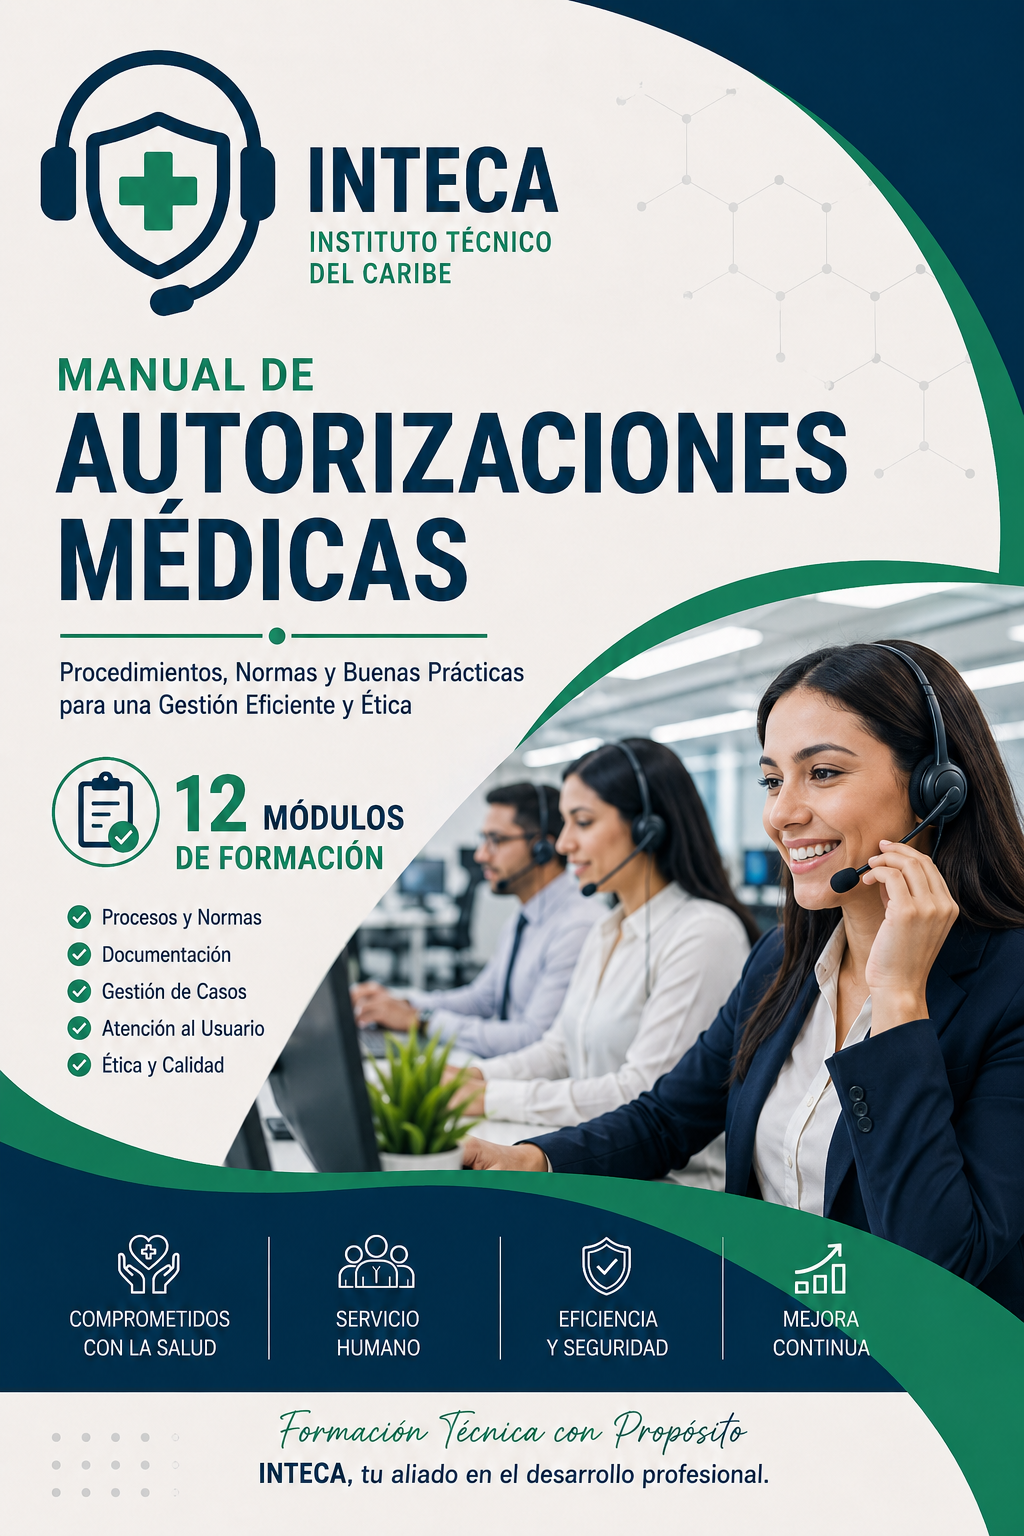 INTECA
INSTITUTO TÉCNICO
DEL CARIBE
MANUAL DE
AUTORIZACIONES
MÉDICAS
Procedimientos, Normas y Buenas Prácticas
para una Gestión Eficiente y Ética
12 MÓDULOS
DE FORMACIÓN
Procesos y Normas
Documentación
Gestión de Casos
Atención al Usuario
Ética y Calidad
COMPROMETIDOS
CON LA SALUD
SERVICIO
HUMANO
EFICIENCIA
Y SEGURIDAD
MEJORA
CONTINUA
Formación Técnica con Propósito
INTECA, tu aliado en el desarrollo profesional.